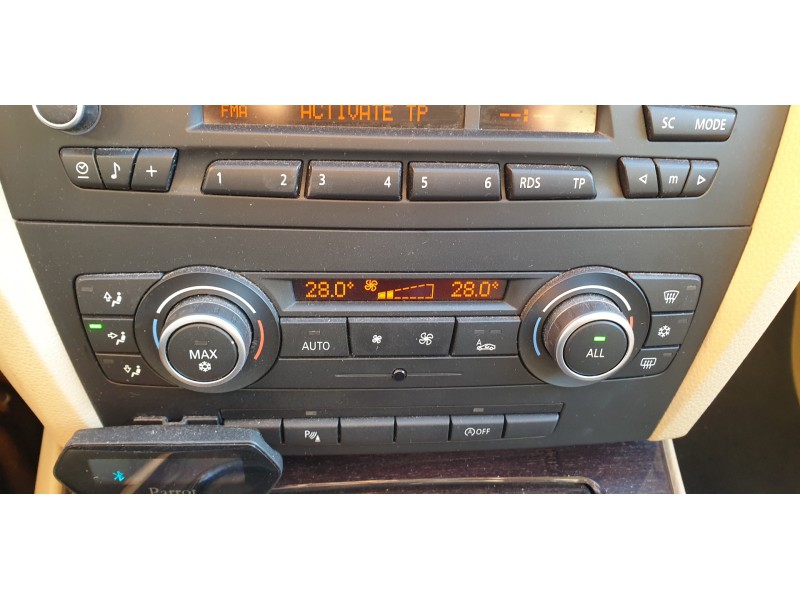 FMA ACTIVATE TP --:--
SC MODE
1 2 3 4 5 6 RDS TP m
28.0° 28.0°
MAX AUTO A ALL
P OFF
Parrot